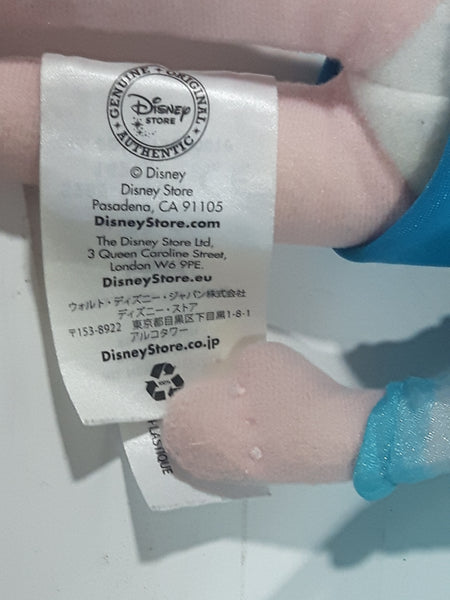 GENUINE • ORIGINAL • AUTHENTIC •
Disney
STORE
© Disney
Disney Store
Pasadena, CA 91105
DisneyStore.com
The Disney Store Ltd,
3 Queen Caroline Street,
London W6 9PE.
DisneyStore.eu
ウォルト・ディズニー・ジャパン株式会社
ディズニー・ストア
〒153-8922 東京都目黒区下目黒1-8-1
アルコタワー
DisneyStore.co.jp
PLASTIQUE